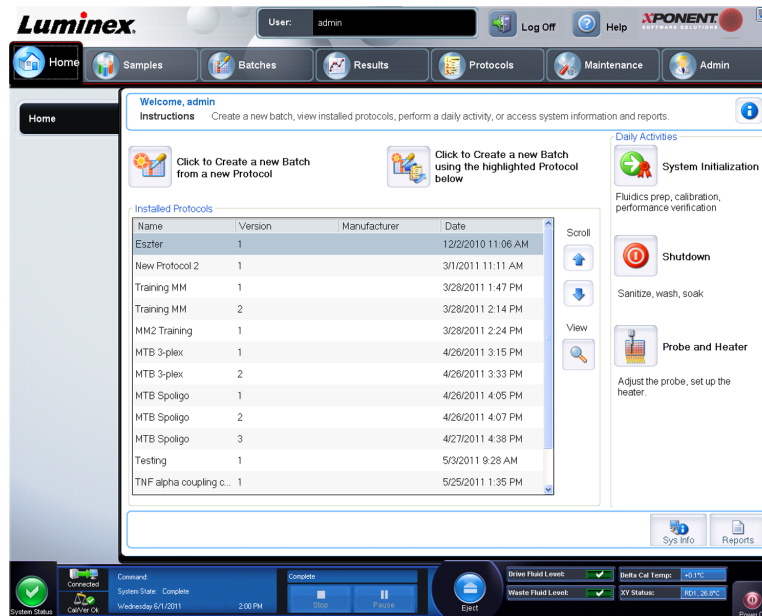 Luminex.
User: admin
Log Off
Help
XPONENT.
SOFTWARE SOLUTIONS
Home
Samples
Batches
Results
Protocols
Maintenance
Admin
Home
Welcome, admin
Instructions Create a new batch, view installed protocols, perform a daily activity, or access system information and reports.
Click to Create a new Batch
from a new Protocol
Click to Create a new Batch
using the highlighted Protocol
below
Installed Protocols
Name Version Manufacturer Date
Eszter 1 12/2/2010 11:06 AM
New Protocol 2 1 3/1/2011 11:11 AM
Training MM 1 3/28/2011 1:47 PM
Training MM 2 3/28/2011 2:14 PM
MM2 Training 1 3/28/2011 2:24 PM
MTB 3-plex 1 4/26/2011 3:15 PM
MTB 3-plex 2 4/26/2011 3:33 PM
MTB Spoligo 1 4/26/2011 4:05 PM
MTB Spoligo 2 4/26/2011 4:07 PM
MTB Spoligo 3 4/27/2011 4:38 PM
Testing 1 5/3/2011 9:28 AM
TNF alpha coupling c... 1 5/25/2011 1:35 PM
Scroll
View
Daily Activities
System Initialization
Fluidics prep, calibration,
performance verification
Shutdown
Sanitize, wash, soak
Probe and Heater
Adjust the probe, set up the
heater.
Sys Info
Reports
System Status
Connected
Cal/Ver Ok
Command:
System State: Complete
Wednesday 6/1/2011 2:00 PM
Complete
Stop
Pause
Eject
Drive Fluid Level:
Waste Fluid Level:
Delta Cal Temp: +0.1°C
XY Status: RD1, 26.8°C